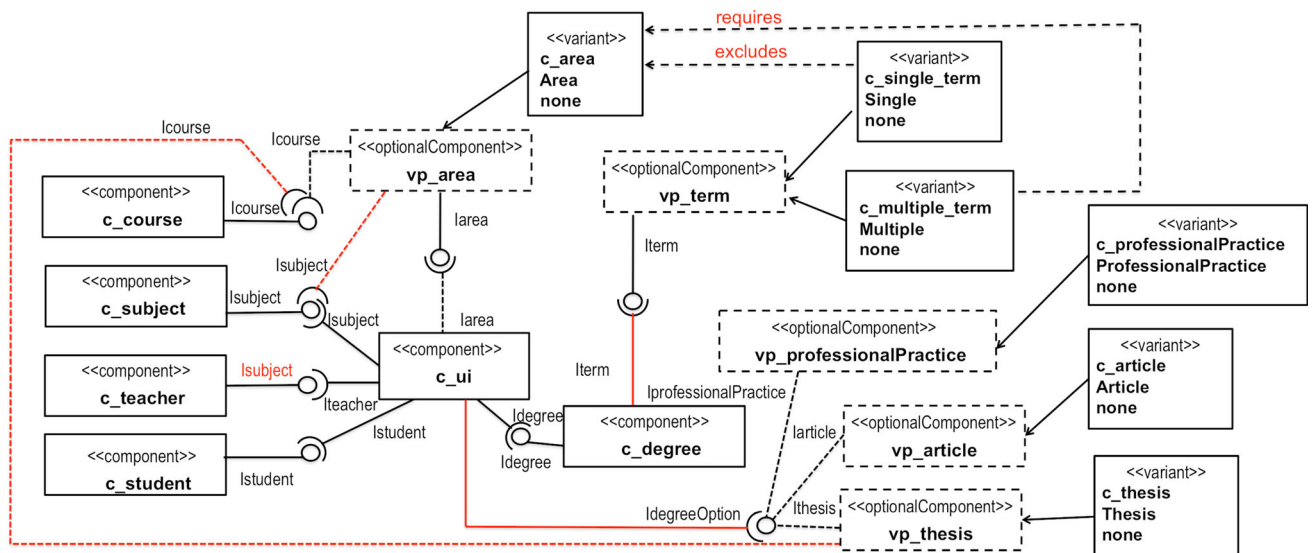 requires
<<variant>>
c_area
Area
none
excludes
<<variant>>
c_single_term
Single
none
Icourse
Icourse
<<optionalComponent>>
vp_area
<<optionalComponent>>
vp_term
<<component>>
c_course
Icourse
<<variant>>
c_multiple_term
Multiple
none
<<variant>>
c_professionalPractice
ProfessionalPractice
none
Iarea
Iterm
Isubject
<<component>>
c_subject
Isubject
Isubject
Iarea
<<optionalComponent>>
vp_professionalPractice
<<component>>
c_ui
<<variant>>
c_article
Article
none
<<component>>
c_teacher
Isubject
Iteacher
Iterm
IprofessionalPractice
Idegree
<<component>>
c_degree
Idegree
Iarticle
<<optionalComponent>>
vp_article
<<component>>
c_student
Istudent
Istudent
<<variant>>
c_thesis
Thesis
none
IdegreeOption
Ithesis
<<optionalComponent>>
vp_thesis